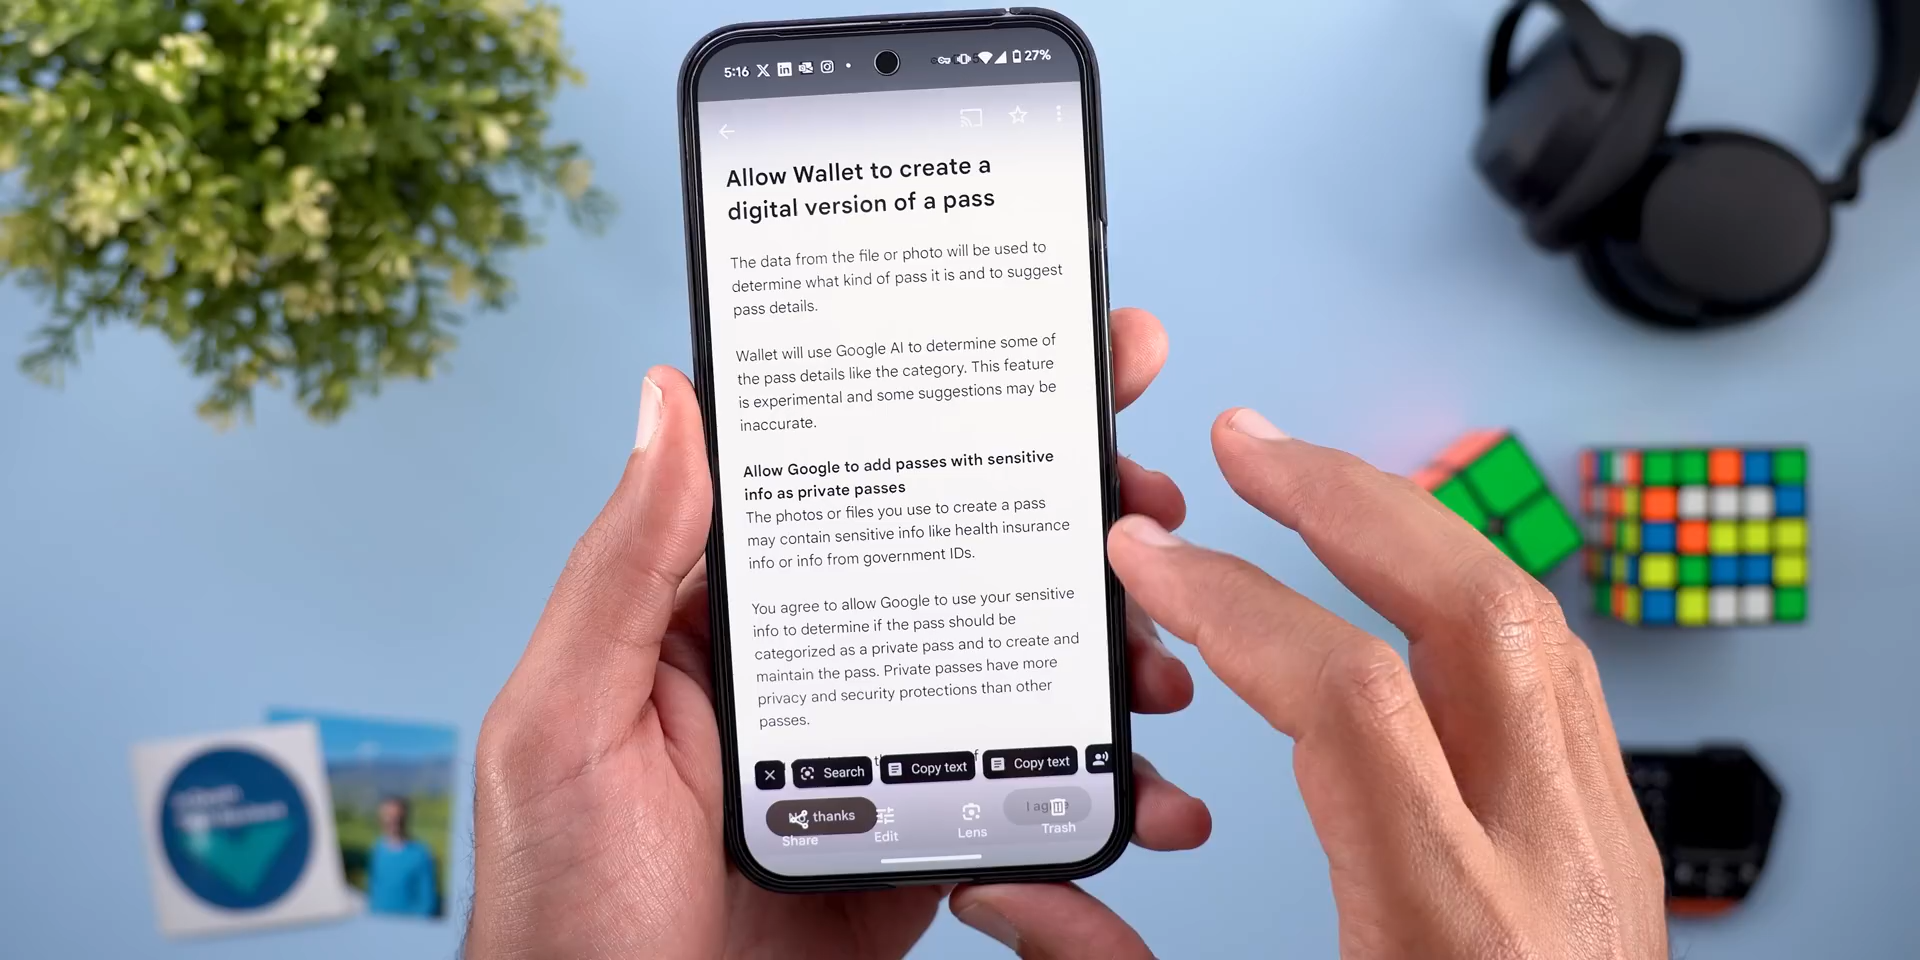 5:16
27%
Allow Wallet to create a
digital version of a pass
The data from the file or photo will be used to
determine what kind of pass it is and to suggest
pass details.
Wallet will use Google AI to determine some of
the pass details like the category. This feature
is experimental and some suggestions may be
inaccurate.
Allow Google to add passes with sensitive
info as private passes
The photos or files you use to create a pass
may contain sensitive info like health insurance
info or info from government IDs.
You agree to allow Google to use your sensitive
info to determine if the pass should be
categorized as a private pass and to create and
maintain the pass. Private passes have more
privacy and security protections than other
passes.
Search
Copy text
Copy text
thanks
Share
Edit
Lens
Trash